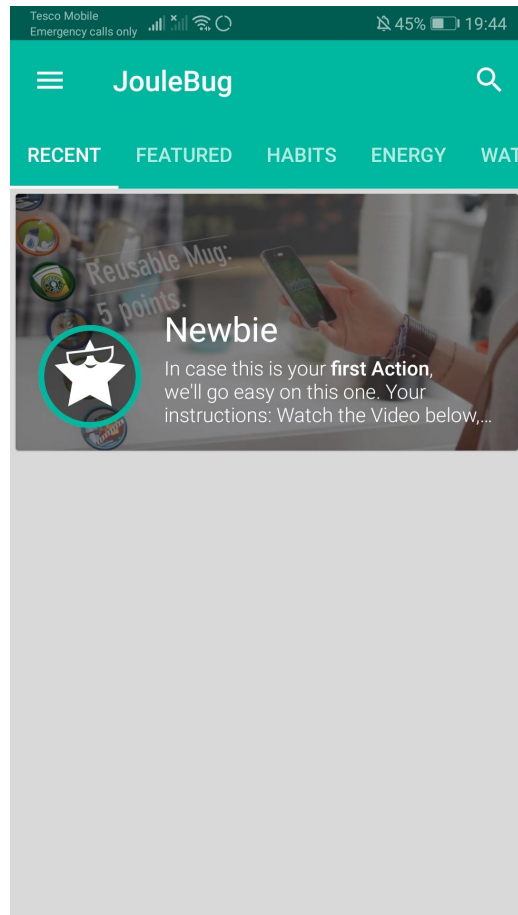 Tesco Mobile
Emergency calls only
45%
19:44
JouleBug
RECENT FEATURED HABITS ENERGY WAT
Reusable Mug:
5 points.
Newbie
In case this is your first Action,
we'll go easy on this one. Your
instructions: Watch the Video below,...